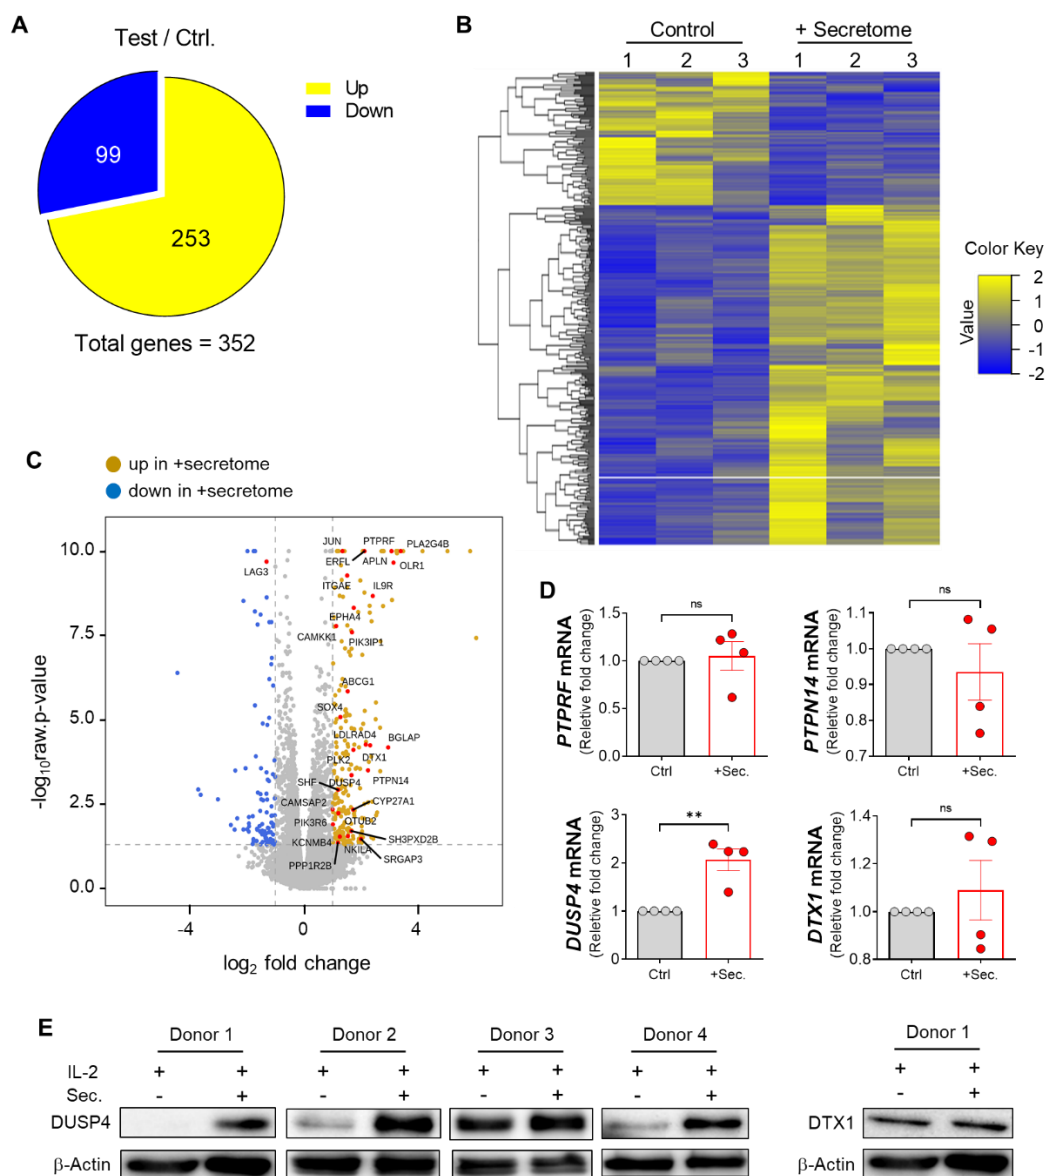 A
Test / Ctrl.
Up
Down
99
253
Total genes = 352
B
Control
+ Secretome
1 2 3 1 2 3
Color Key
Value
2
1
0
-1
-2
C
up in +secretome
down in +secretome
-log10raw.p-value
10.0
7.5
5.0
2.5
0.0
-4 0 4
log2 fold change
JUN
PTPRF
PLA2G4B
ERFL
APLN
OLR1
LAG3
ITGAE
IL9R
EPHA4
CAMKK1
PIK3IP1
ABCG1
SOX4
LDLRAD4
BGLAP
PLK2
DTX1
SHF
DUSP4
PTPN14
CAMSAP2
CYP27A1
PIK3R6
OTUB2
KCNMB4
SH3PXD2B
NKILA
SRGAP3
PPP1R2B
D
PTPRF mRNA
(Reletive fold change)
1.5
1.0
0.5
0.0
ns
Ctrl +Sec.
PTPN14 mRNA
(Reletive fold change)
1.1
1.0
0.9
0.8
0.7
ns
Ctrl +Sec.
DUSP4 mRNA
(Reletive fold change)
3
2
1
0
**
Ctrl +Sec.
DTX1 mRNA
(Reletive fold change)
1.4
1.2
1.0
0.8
ns
Ctrl +Sec.
E
Donor 1 Donor 2 Donor 3 Donor 4 Donor 1
IL-2 + + + + + + + + + +
Sec. - + - + - + - + - +
DUSP4
DTX1
β-Actin
β-Actin